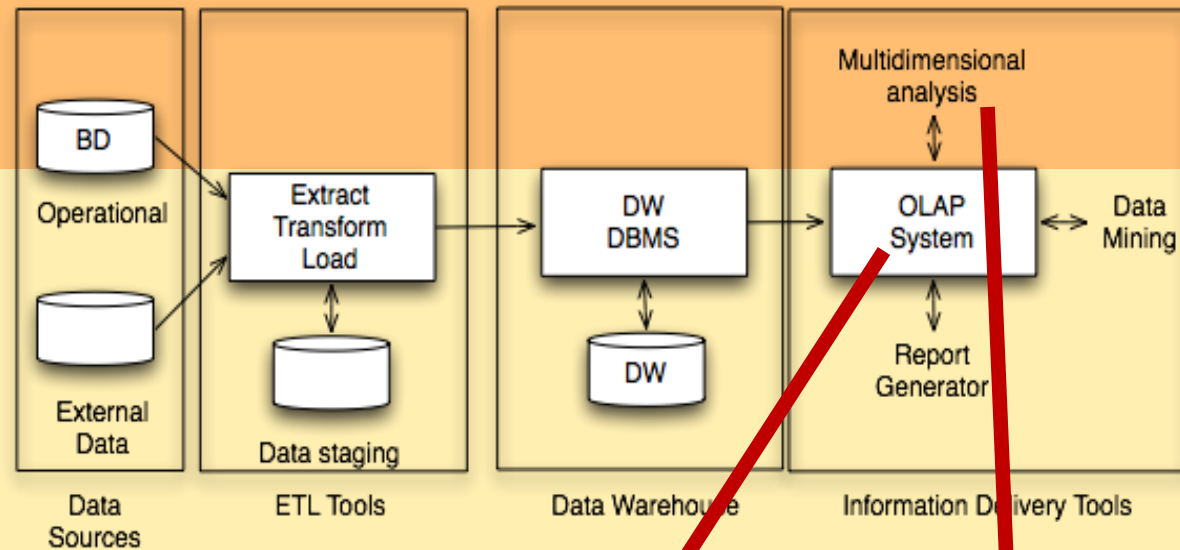 BD
Operational
External
Data
Data
Sources
Extract
Transform
Load
Data staging
ETL Tools
DW
DBMS
DW
Data Warehouse
Multidimensional
analysis
OLAP
System
Data
Mining
Report
Generator
Information Delivery Tools